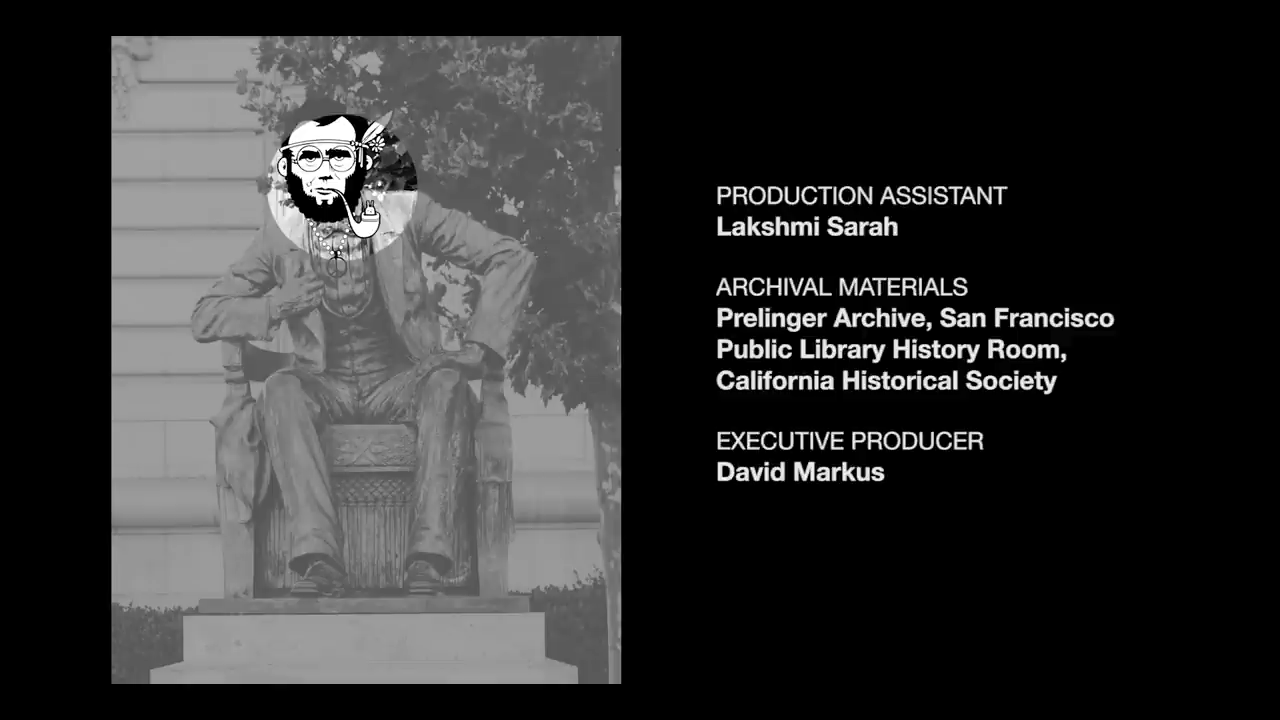 PRODUCTION ASSISTANT
Lakshmi Sarah
ARCHIVAL MATERIALS
Prelinger Archive, San Francisco
Public Library History Room,
California Historical Society
EXECUTIVE PRODUCER
David Markus